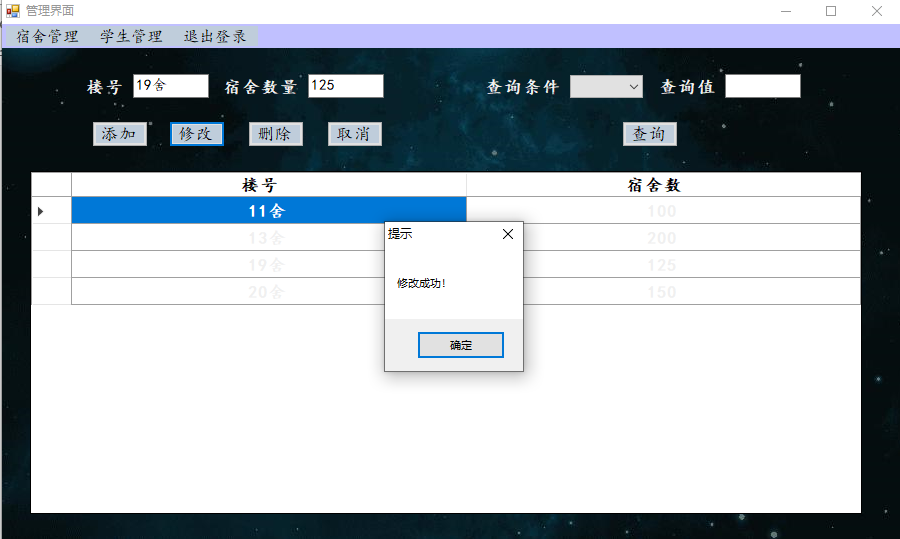 管理界面
宿舍管理 学生管理 退出登录
楼号 19舍 宿舍数量 125 查询条件 查询值
添加 修改 删除 取消 查询
楼号 宿舍数
11舍 100
13舍 200
19舍 125
20舍 150
提示
修改成功!
确定